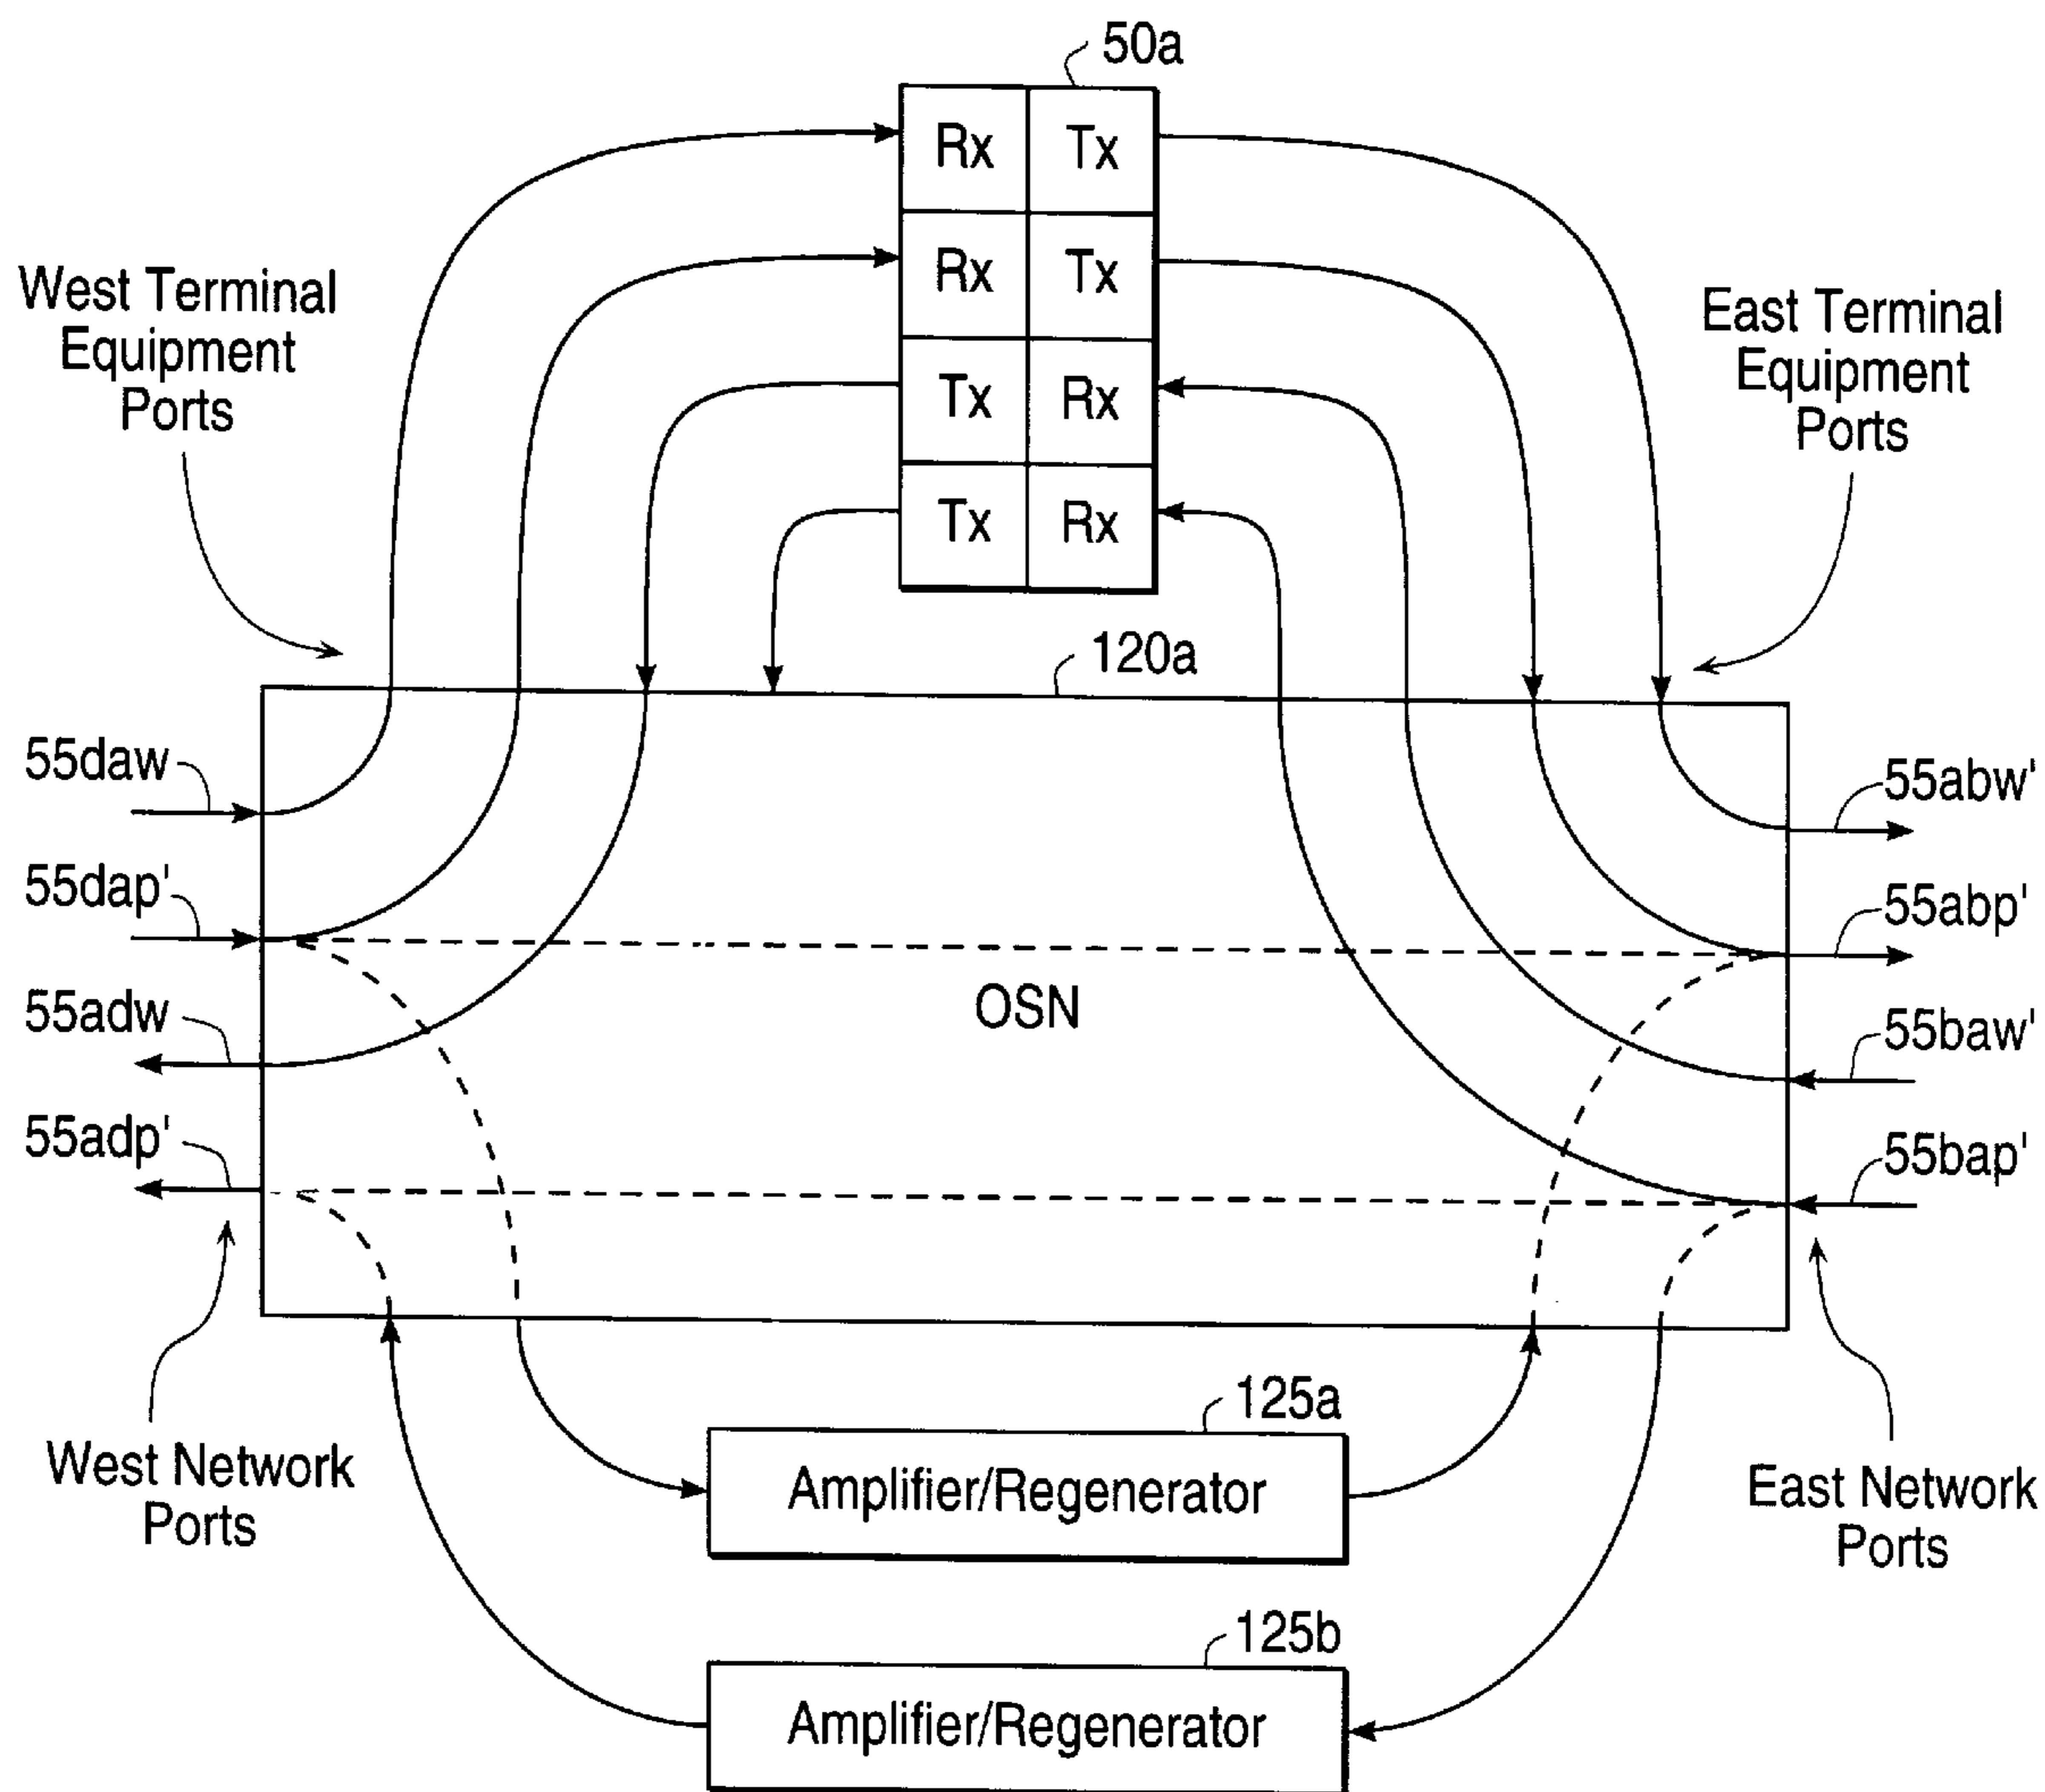 50a
Rx Tx
Rx Tx
Tx Rx
Tx Rx
West Terminal
Equipment
Ports
East Terminal
Equipment
Ports
120a
55daw
55dap'
55adw
55adp'
OSN
55abw'
55abp'
55baw'
55bap'
West Network
Ports
East Network
Ports
125a
Amplifier/Regenerator
125b
Amplifier/Regenerator